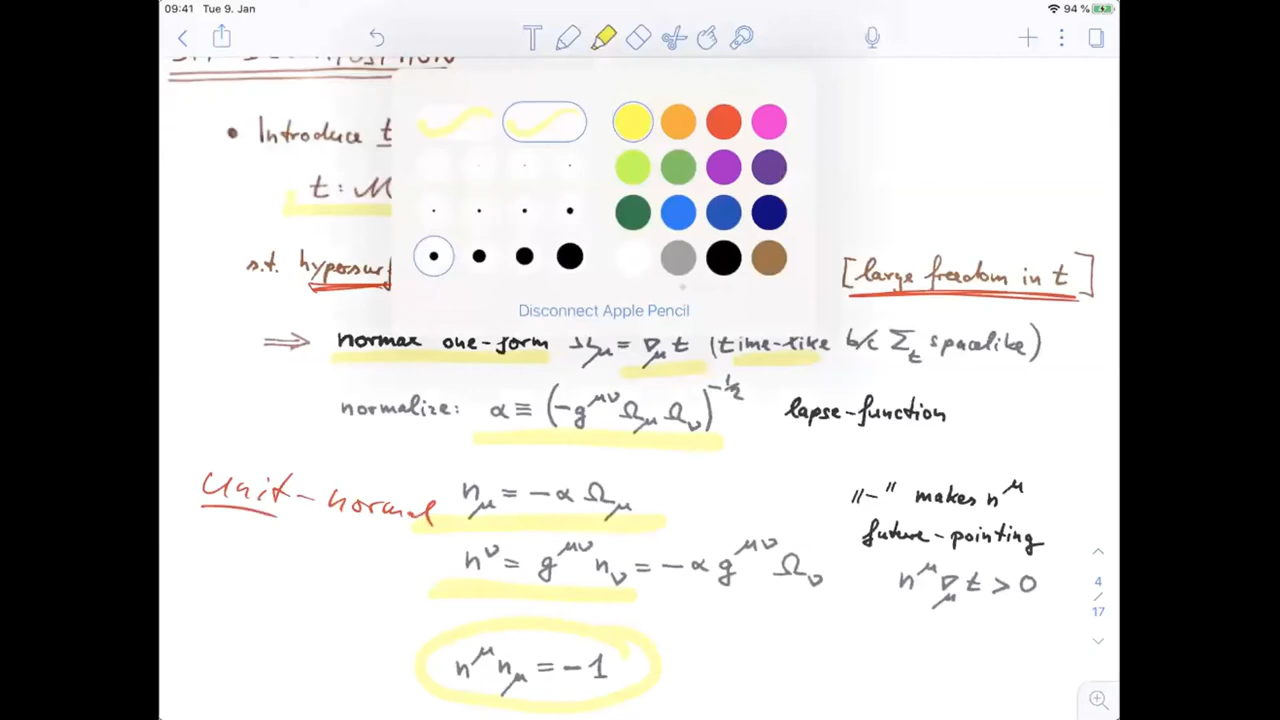 09:41 Tue 9. Jan 94 %
• Introduce t
t : M
s.t. hypersurf
[large freedom in t]
Disconnect Apple Pencil
⟹ normal one-form Ω_μ = ∇_μ t (time-like b/c Σ_t spacelike)
normalize: α ≡ (-g^{μν} Ω_μ Ω_ν)^{-1/2} lapse-function
Unit-normal n_μ = -α Ω_μ
"-" makes n^μ
future-pointing
n^ν = g^{μν} n_ν = -α g^{μν} Ω_ν
n^μ ∇_μ t > 0
n^μ n_μ = -1
4
/
17